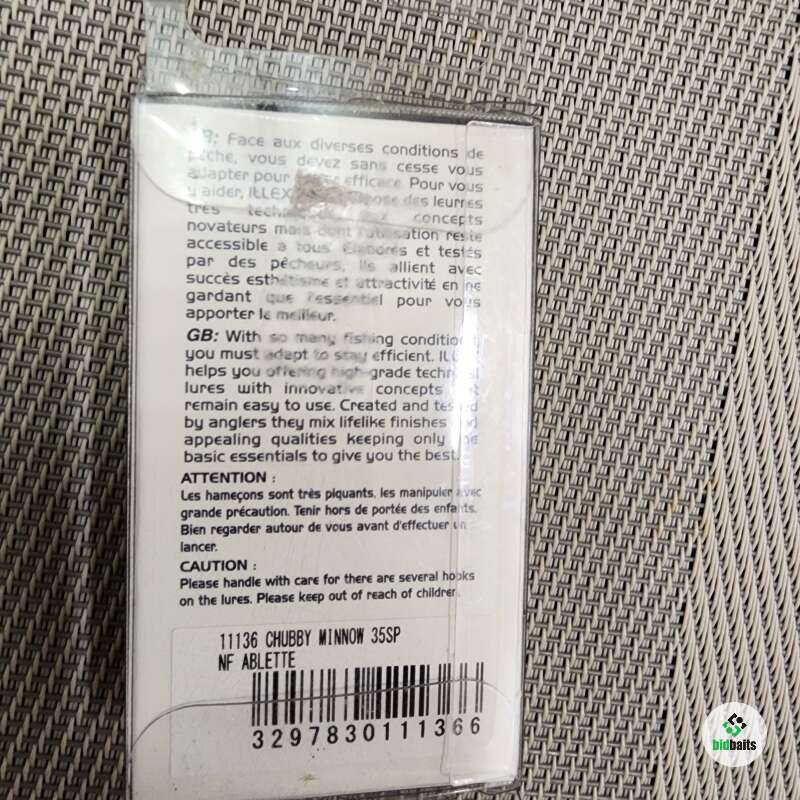 FR: Face aux diverses conditions de
pêche, vous devez sans cesse vous
adapter pour efficace. Pour vous
aider, ILLEX des leurres
très concepts
novateurs mais dont l'utisation reste
accessible à tous. Elaborés et testés
par des pêcheurs, ils allient avec
succès esthétisme et attractivité en ne
gardant que l'essentiel pour vous
apporter le meilleur.
GB: With so many fishing condition
you must adapt to stay efficient.
helps you offering high-grade
lures with innovative concepts
remain easy to use. Created and tested
by anglers they mix lifelike finishes
appealing qualities keeping only
basic essentials to give you the best.
ATTENTION :
Les hameçons sont très piquants, les manipuler avec
grande précaution. Tenir hors de portée des enfants.
Bien regarder autour de vous avant d'effectuer un
lancer.
CAUTION :
Please handle with care for there are several hooks
on the lures. Please keep out of reach of children.
11136 CHUBBY MINNOW 35SP
NF ABLETTE
3297830111366
bidbaits